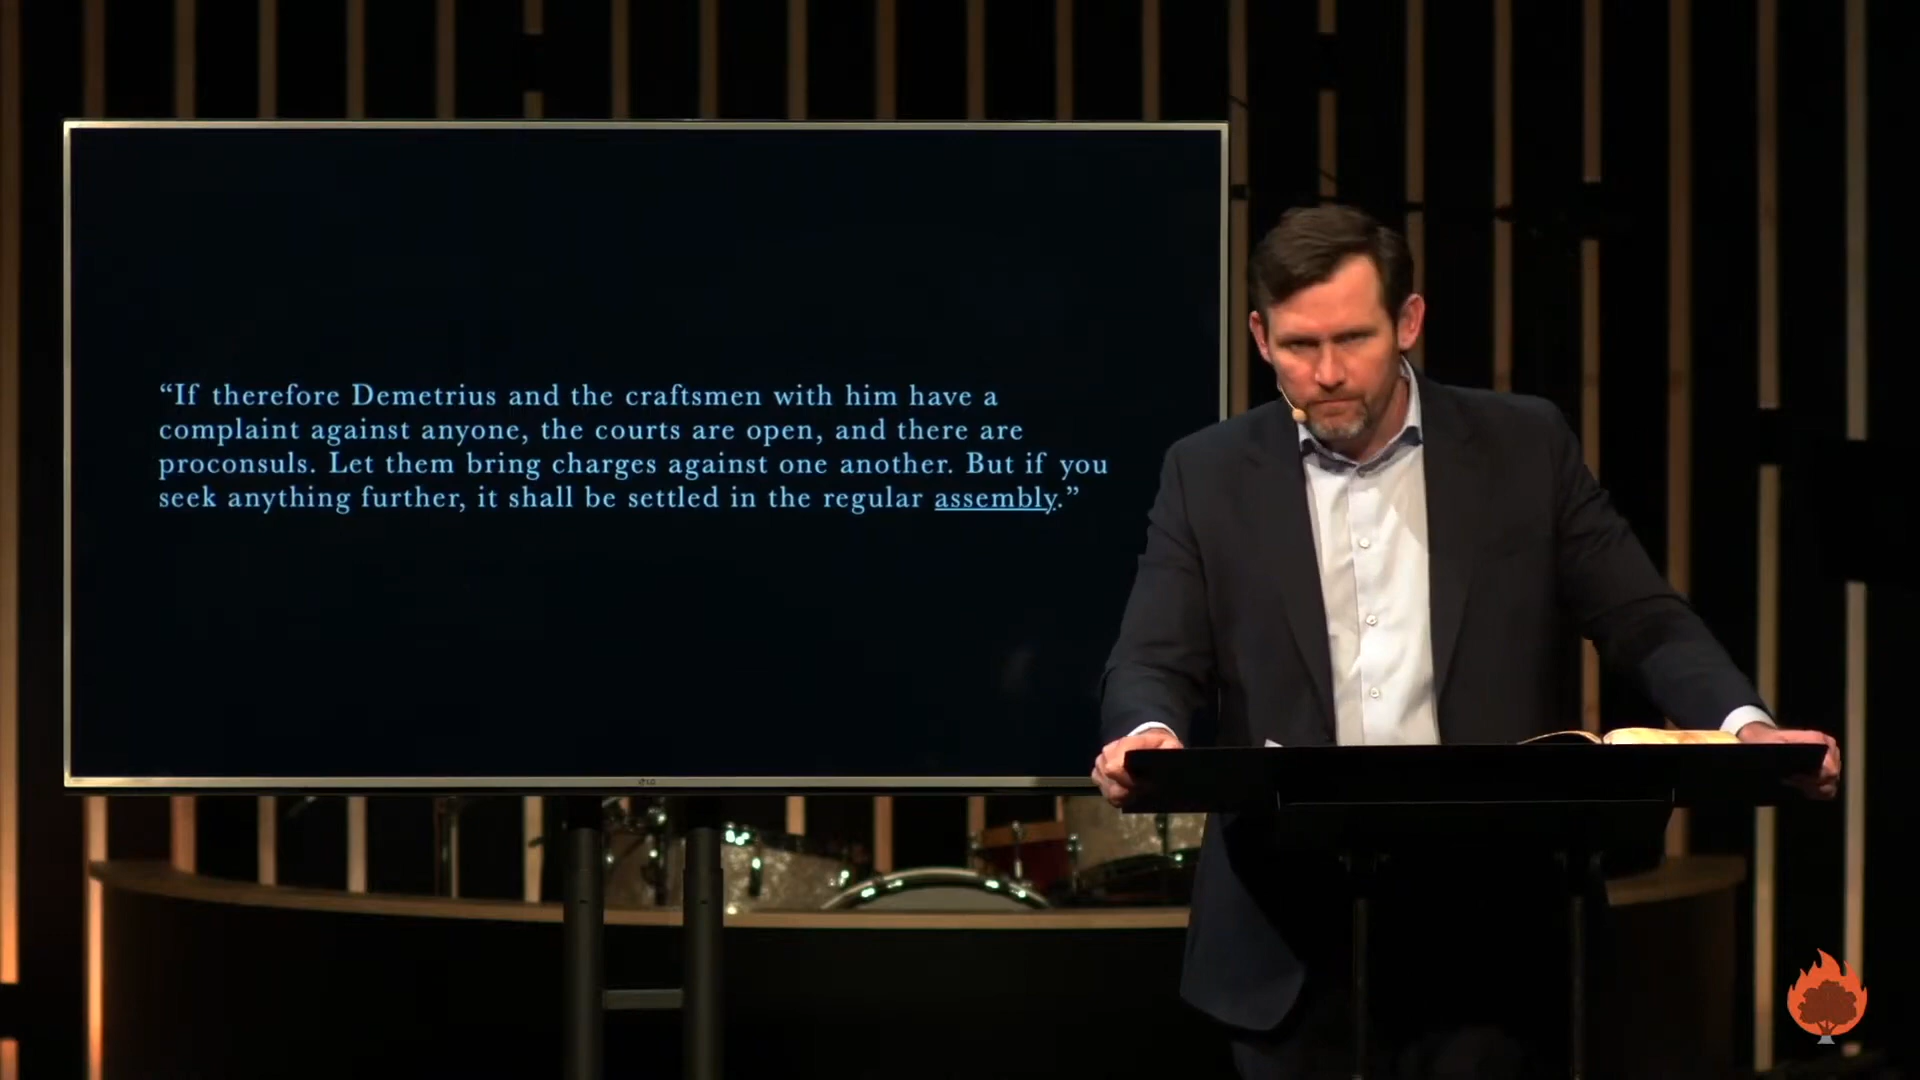 “If therefore Demetrius and the craftsmen with him have a
complaint against anyone, the courts are open, and there are
proconsuls. Let them bring charges against one another. But if you
seek anything further, it shall be settled in the regular assembly.”
LG